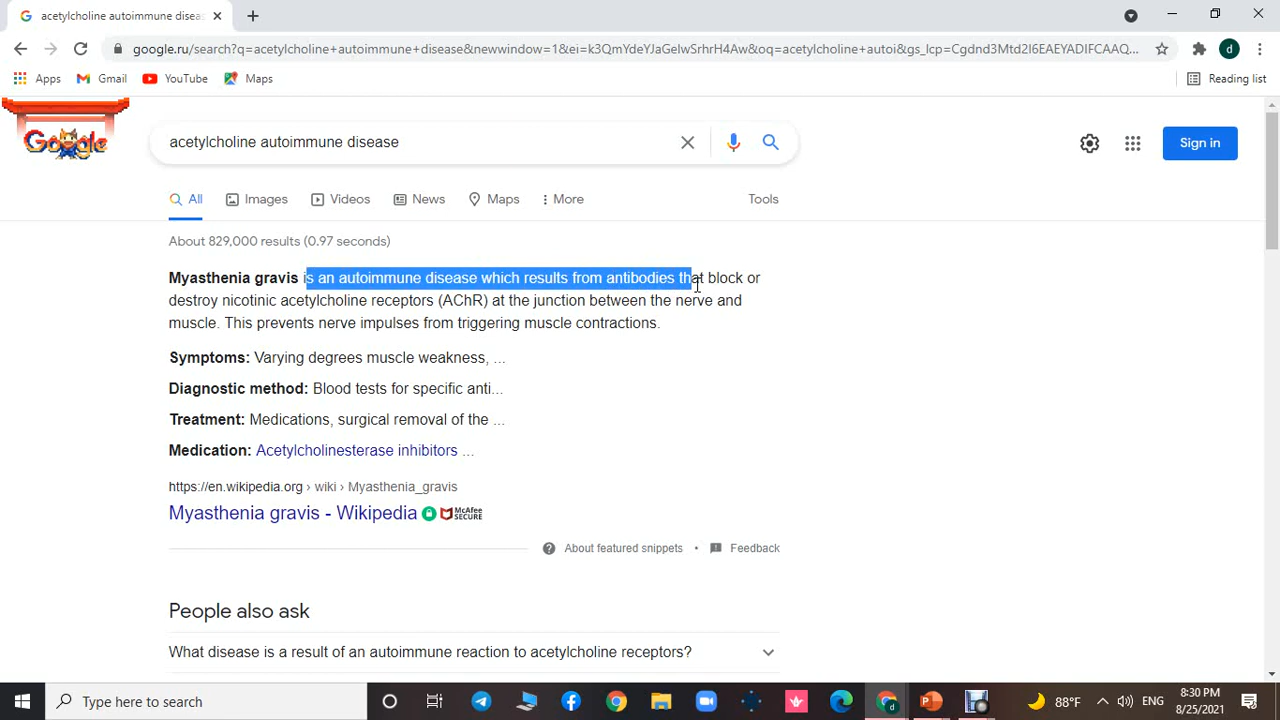 acetylcholine autoimmune disea
google.ru/search?q=acetylcholine+autoimmune+disease&newwindow=1&ei=k3QmYdeYJaGelwSrhrH4Aw&oq=acetylcholine+autoi&gs_lcp=Cgdnd3Mtd2l6EAEYADIFCAAQ...
Apps Gmail YouTube Maps Reading list
Google
acetylcholine autoimmune disease
Sign in
All Images Videos News Maps More Tools
About 829,000 results (0.97 seconds)
Myasthenia gravis is an autoimmune disease which results from antibodies that block or
destroy nicotinic acetylcholine receptors (AChR) at the junction between the nerve and
muscle. This prevents nerve impulses from triggering muscle contractions.
Symptoms: Varying degrees muscle weakness, ...
Diagnostic method: Blood tests for specific anti...
Treatment: Medications, surgical removal of the ...
Medication: Acetylcholinesterase inhibitors ...
https://en.wikipedia.org › wiki › Myasthenia_gravis
Myasthenia gravis - Wikipedia McAfee SECURE
About featured snippets • Feedback
People also ask
What disease is a result of an autoimmune reaction to acetylcholine receptors?
Type here to search
88°F ENG 8:30 PM
8/25/2021